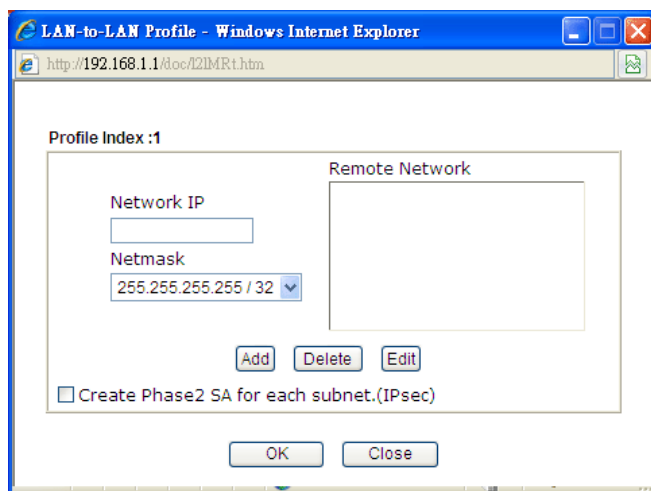 LAN-to-LAN Profile - Windows Internet Explorer
http://192.168.1.1/doc/l2lMRt.htm
Profile Index :1
Remote Network
Network IP
Netmask
255.255.255.255 / 32
Add Delete Edit
Create Phase2 SA for each subnet.(IPsec)
OK Close